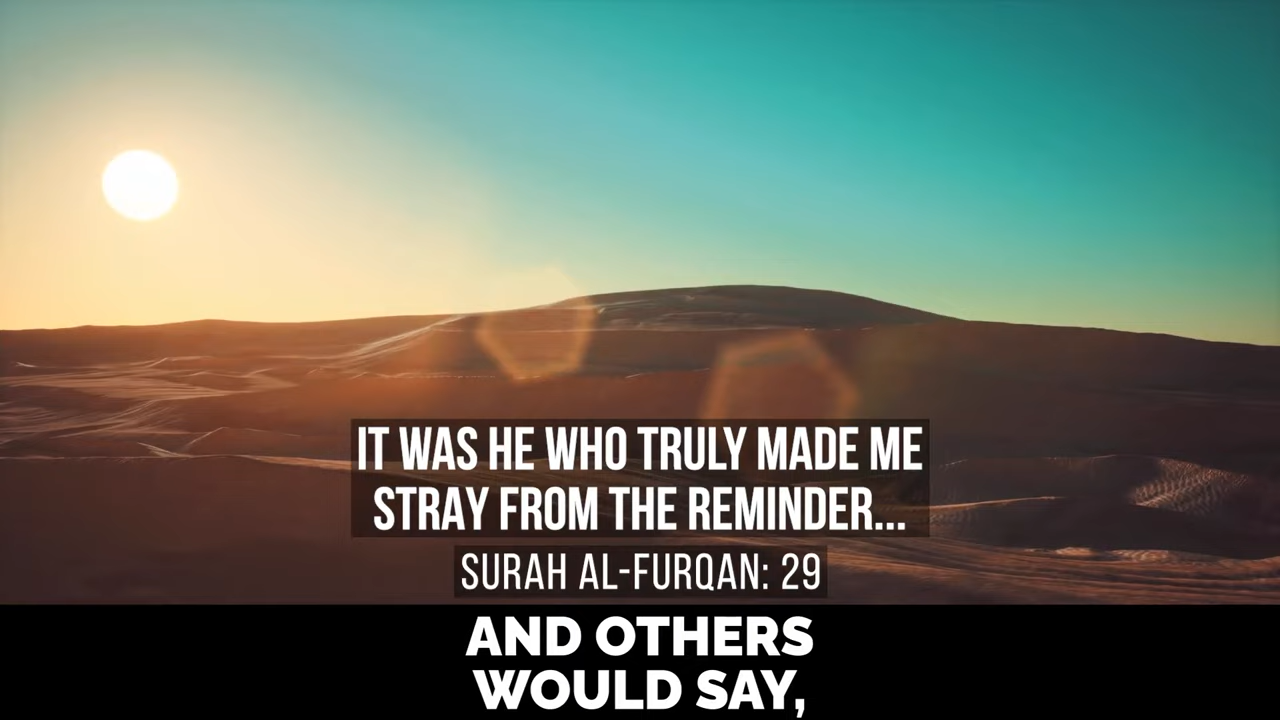 IT WAS HE WHO TRULY MADE ME
STRAY FROM THE REMINDER...
SURAH AL-FURQAN: 29
AND OTHERS
WOULD SAY,